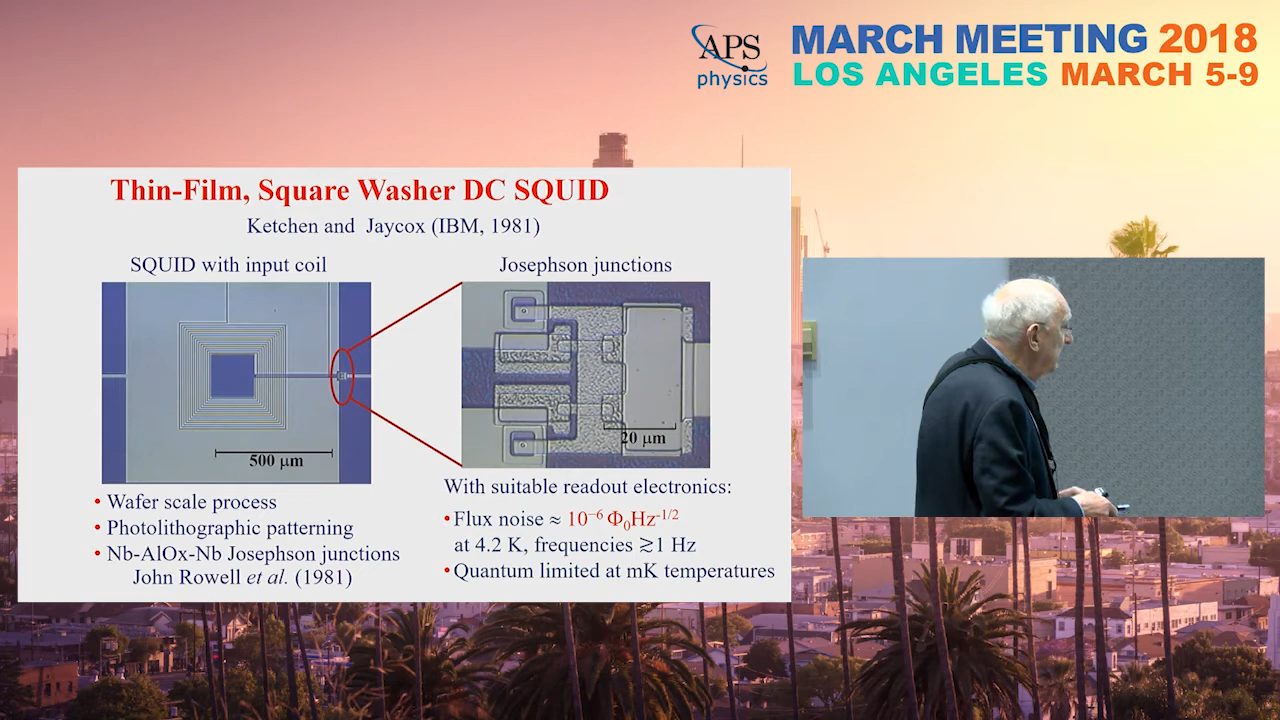 APS
physics
MARCH MEETING 2018
LOS ANGELES MARCH 5-9
Thin-Film, Square Washer DC SQUID
Ketchen and Jaycox (IBM, 1981)
SQUID with input coil
500 μm
• Wafer scale process
• Photolithographic patterning
• Nb-AlOx-Nb Josephson junctions
John Rowell et al. (1981)
Josephson junctions
20 μm
With suitable readout electronics:
• Flux noise ≈ 10⁻⁶ Φ₀Hz⁻¹/²
at 4.2 K, frequencies ≳1 Hz
• Quantum limited at mK temperatures